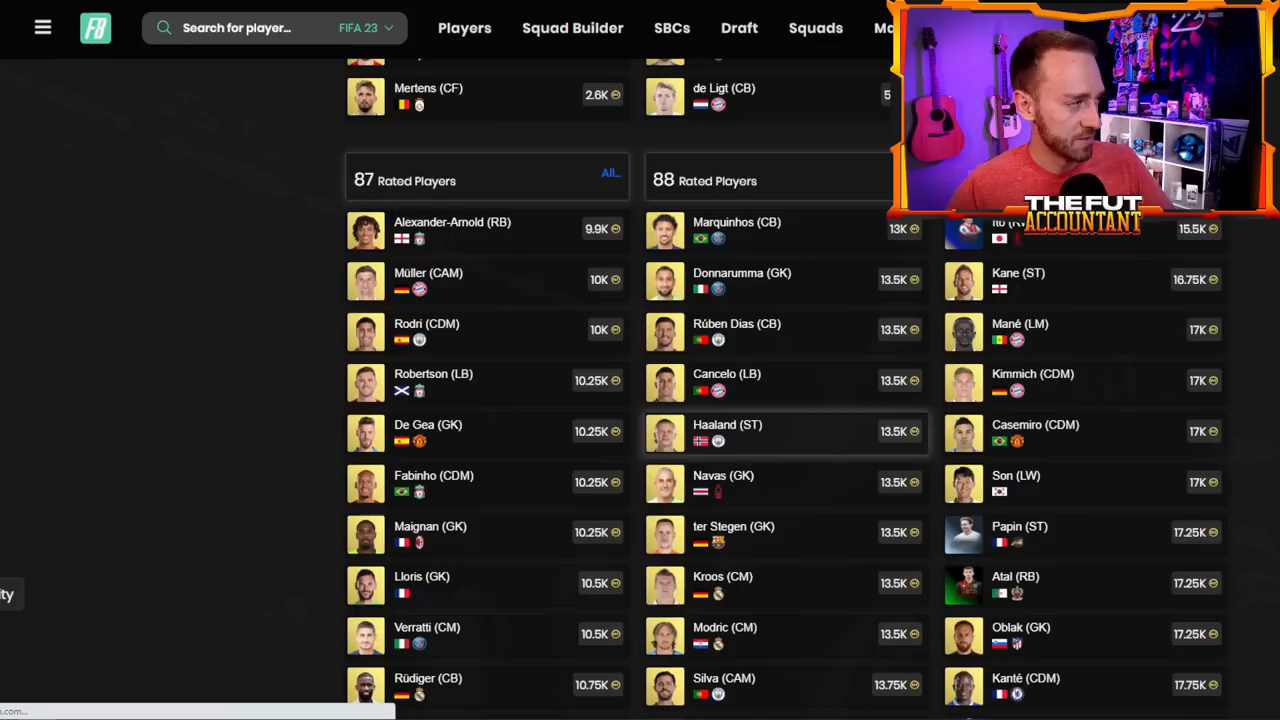 FB
Search for player...
FIFA 23
Players
Squad Builder
SBCs
Draft
Squads
Mertens (CF)
2.6K
de Ligt (CB)
THE FUT
ACCOUNTANT
87 Rated Players
All...
Alexander-Arnold (RB)
9.9K
Müller (CAM)
10K
Rodri (CDM)
10K
Robertson (LB)
10.25K
De Gea (GK)
10.25K
Fabinho (CDM)
10.25K
Maignan (GK)
10.25K
Lloris (GK)
10.5K
Verratti (CM)
10.5K
Rüdiger (CB)
10.75K
88 Rated Players
Marquinhos (CB)
13K
Donnarumma (GK)
13.5K
Rúben Dias (CB)
13.5K
Cancelo (LB)
13.5K
Haaland (ST)
13.5K
Navas (GK)
13.5K
ter Stegen (GK)
13.5K
Kroos (CM)
13.5K
Modric (CM)
13.5K
Silva (CAM)
13.75K
15.5K
Kane (ST)
16.75K
Mané (LM)
17K
Kimmich (CDM)
17K
Casemiro (CDM)
17K
Son (LW)
17K
Papin (ST)
17.25K
Atal (RB)
17.25K
Oblak (GK)
17.25K
Kanté (CDM)
17.75K